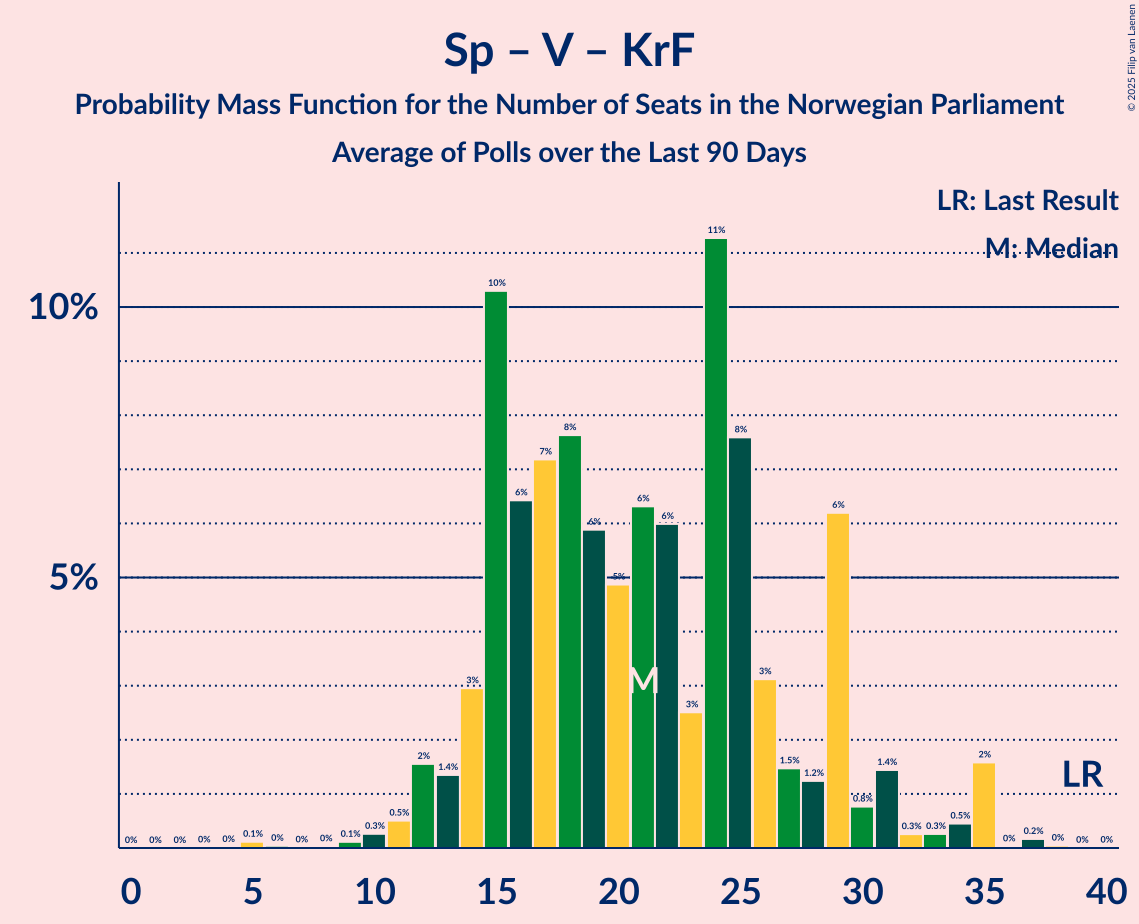 Sp – V – KrF
Probability Mass Function for the Number of Seats in the Norwegian Parliament
Average of Polls over the Last 90 Days
© 2025 Filip van Laenen
LR: Last Result
M: Median
10%
5%
0% 0% 0% 0% 0% 0.1% 0% 0% 0% 0.1% 0.3% 0.5% 2% 1.4% 3% 10% 6% 7% 8% 6% 5% 6% 6% 3% 11% 8% 3% 1.5% 1.2% 6% 0.8% 1.4% 0.3% 0.3% 0.5% 2% 0% 0.2% 0% 0% 0%
M
LR
0 5 10 15 20 25 30 35 40